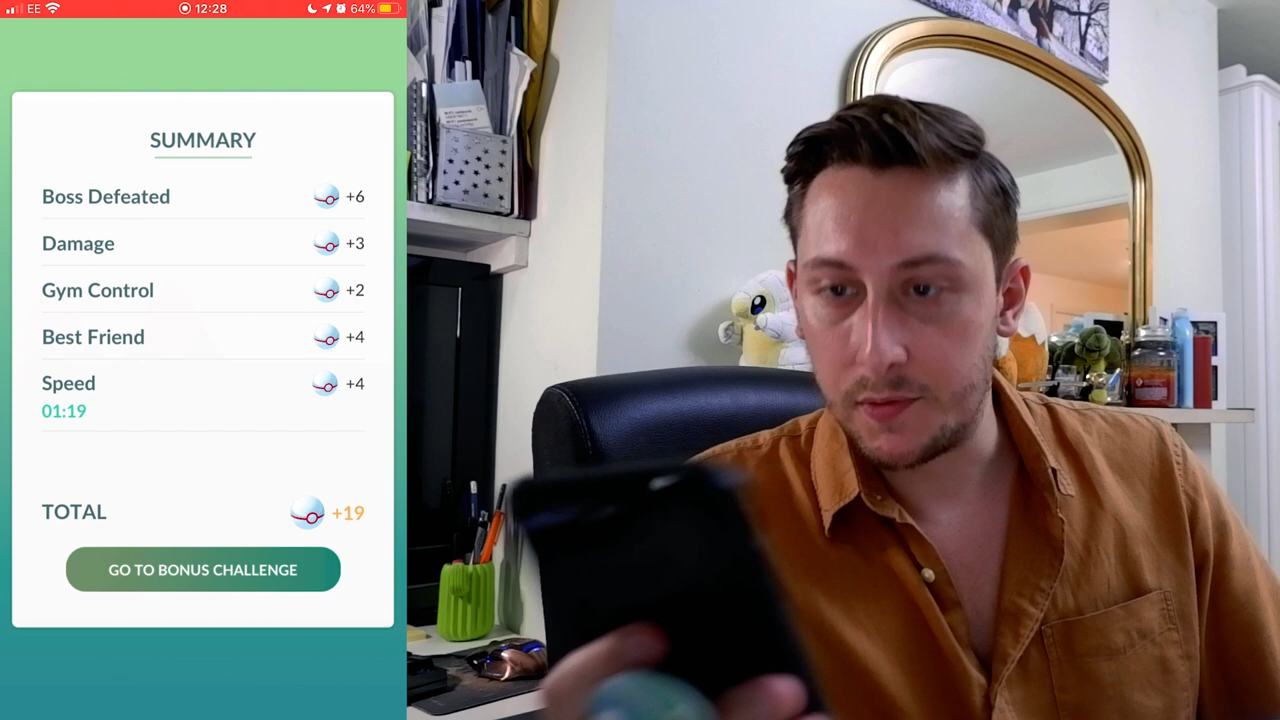 EE 12:28 64%
SUMMARY
Boss Defeated +6
Damage +3
Gym Control +2
Best Friend +4
Speed +4
01:19
TOTAL +19
GO TO BONUS CHALLENGE